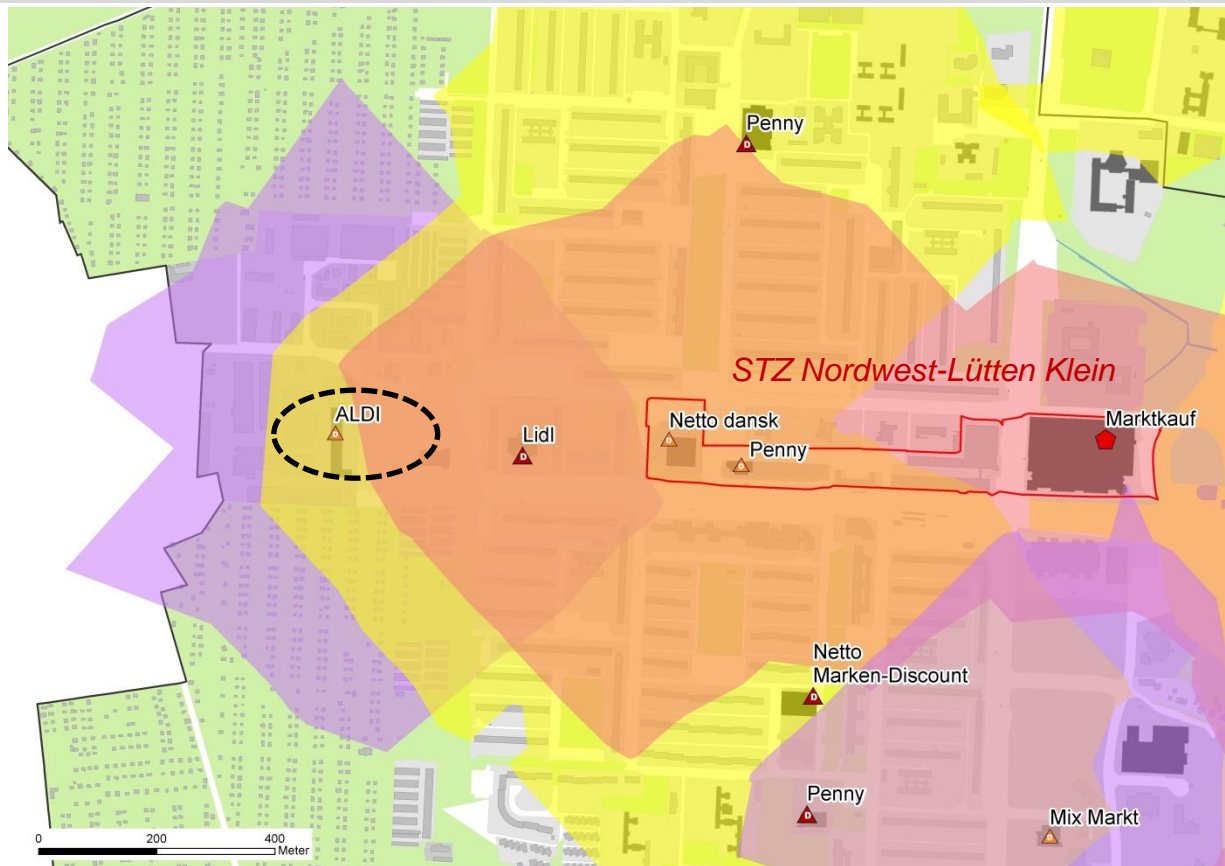 Penny
STZ Nordwest-Lütten Klein
ALDI
Lidl
Netto dansk
Penny
Marktkauf
D
D
D
D
D
Netto
Marken-Discount
D
Penny
D
Mix Markt
D
0 200 400
Meter